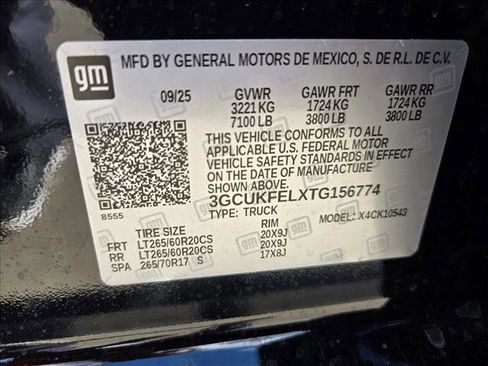 gm
MFD BY GENERAL MOTORS DE MEXICO, S. DE R.L. DE C.V.
09/25 GVWR GAWR FRT GAWR RR
3221 KG 1724 KG 1724 KG
7100 LB 3800 LB 3800 LB
THIS VEHICLE CONFORMS TO ALL
APPLICABLE U.S. FEDERAL MOTOR
VEHICLE SAFETY STANDARDS IN EFFECT
ON THE DATE OF MANUFACTURE
SHOWN ABOVE.
8555 3GCUKFELXTG156774
TYPE: TRUCK MODEL: X4CK10543
TIRE SIZE RIM
FRT LT265/60R20CS 20X9J
RR LT265/60R20CS 20X9J
SPA 265/70R17 S 17X8J